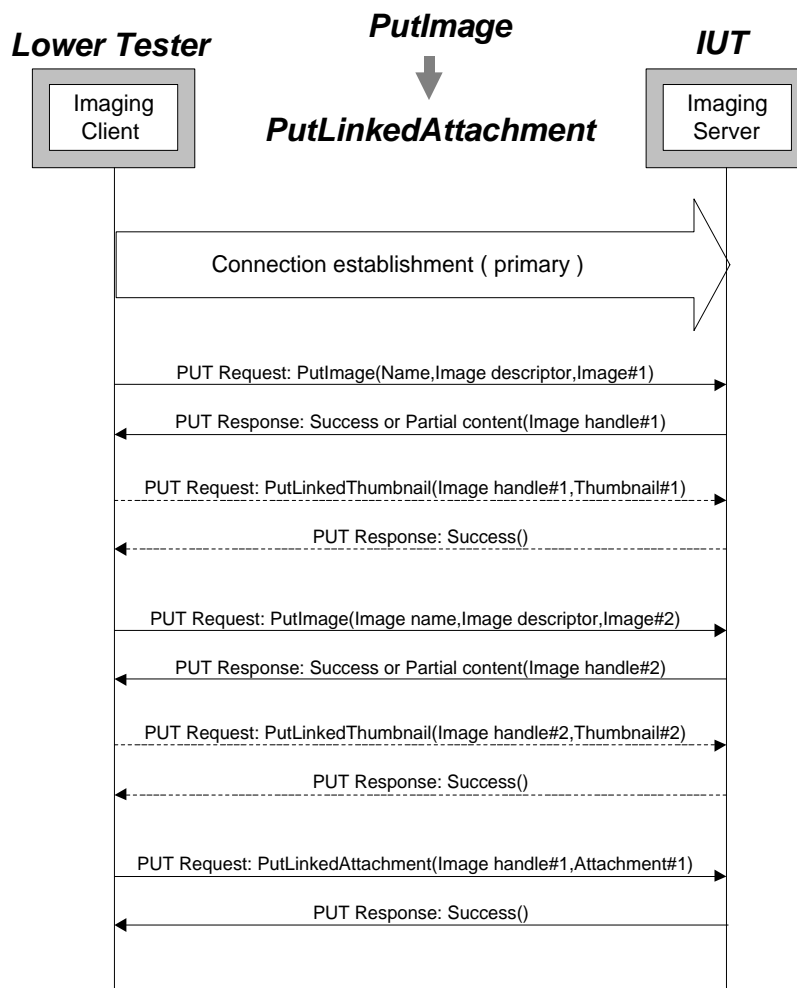 Lower Tester
PutImage
IUT
Imaging
Client
PutLinkedAttachment
Imaging
Server
Connection establishment ( primary )
PUT Request: PutImage(Name,Image descriptor,Image#1)
PUT Response: Success or Partial content(Image handle#1)
PUT Request: PutLinkedThumbnail(Image handle#1,Thumbnail#1)
PUT Response: Success()
PUT Request: PutImage(Image name,Image descriptor,Image#2)
PUT Response: Success or Partial content(Image handle#2)
PUT Request: PutLinkedThumbnail(Image handle#2,Thumbnail#2)
PUT Response: Success()
PUT Request: PutLinkedAttachment(Image handle#1,Attachment#1)
PUT Response: Success()